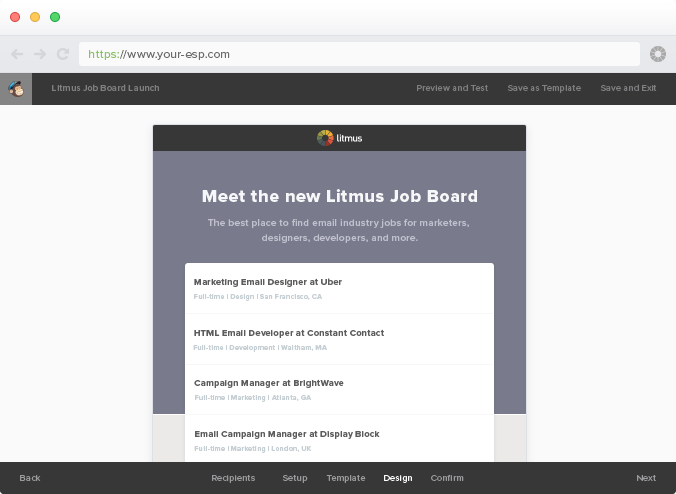 https://www.your-esp.com
Litmus Job Board Launch
Preview and Test
Save as Template
Save and Exit
litmus
Meet the new Litmus Job Board
The best place to find email industry jobs for marketers,
designers, developers, and more.
Marketing Email Designer at Uber
Full-time | Design | San Francisco, CA
HTML Email Developer at Constant Contact
Full-time | Development | Waltham, MA
Campaign Manager at BrightWave
Full-time | Marketing | Atlanta, GA
Email Campaign Manager at Display Block
Full-time | Marketing | London, UK
Back
Recipients
Setup
Template
Design
Confirm
Next